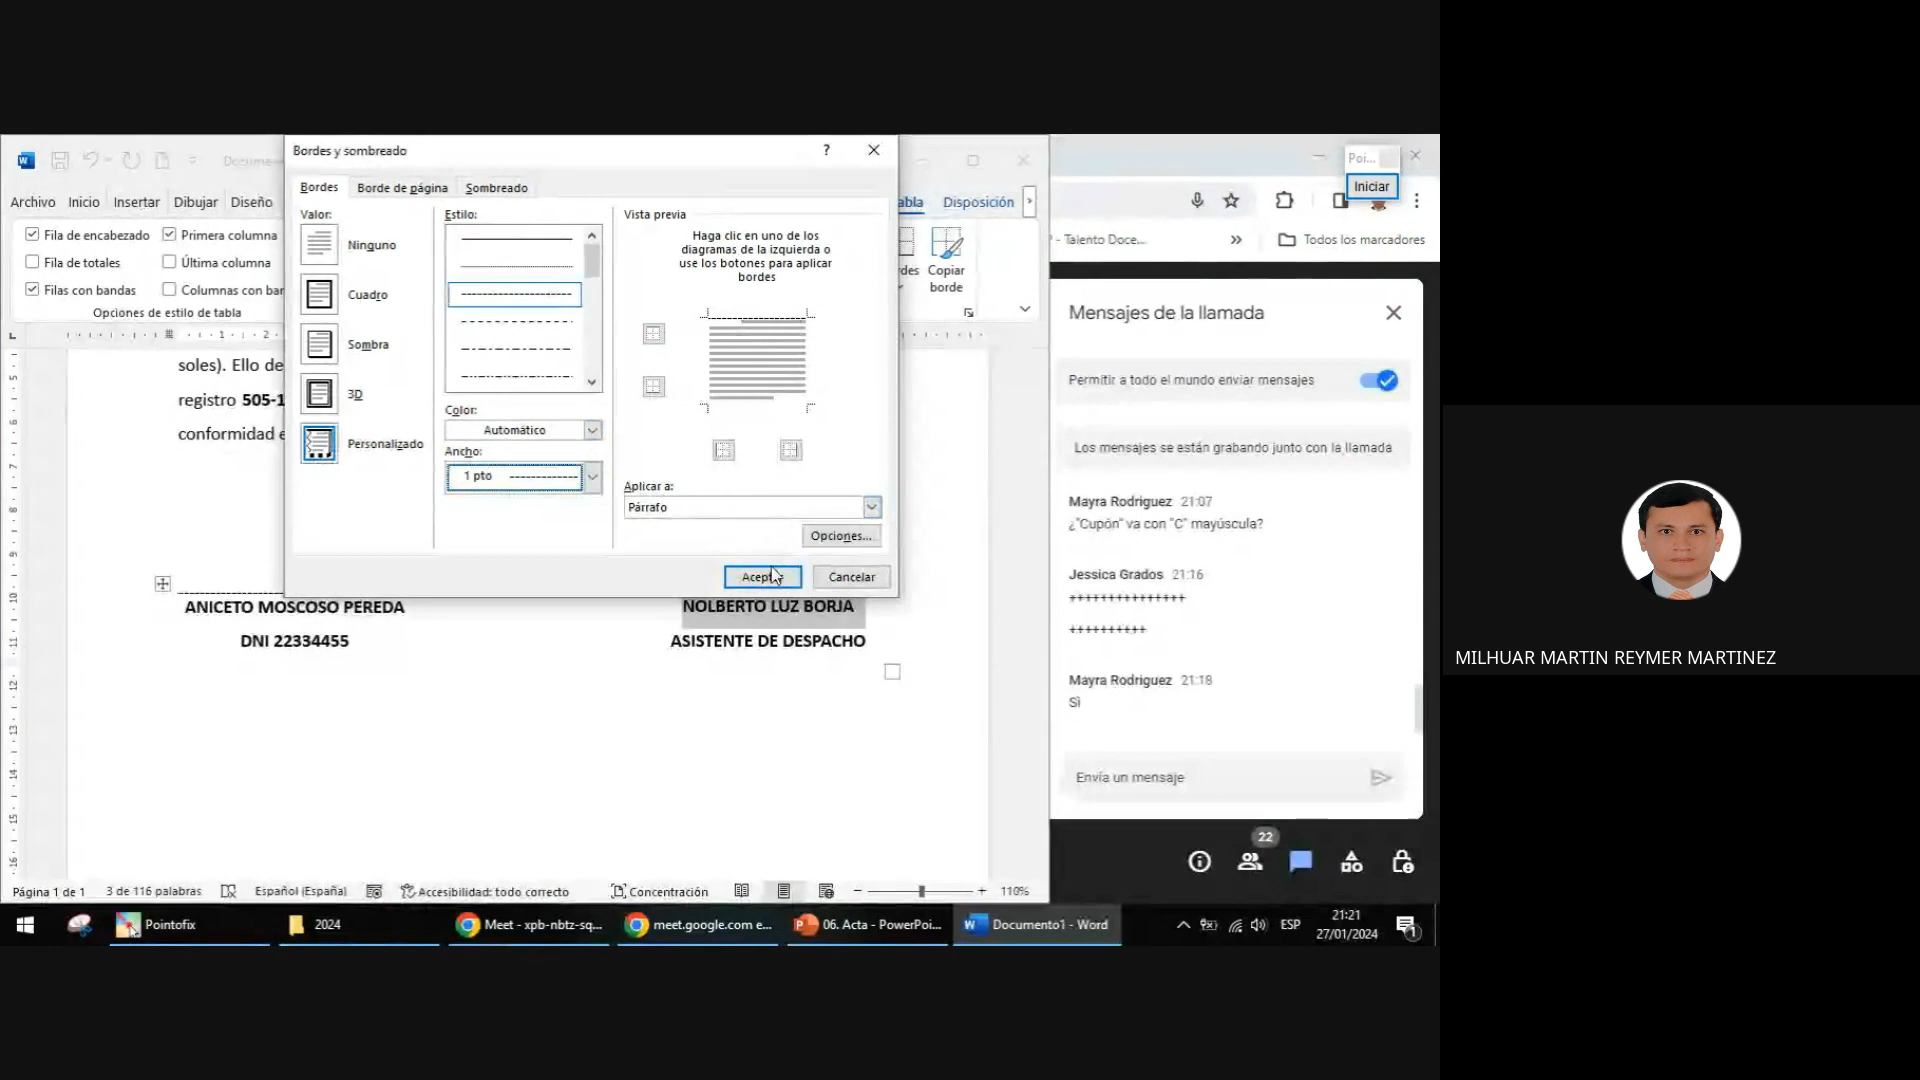 Bordes y sombreado
?
Bordes
Borde de página
Sombreado
Valor:
Ninguno
Cuadro
Sombra
3D
Personalizado
Estilo:
Color:
Automático
Ancho:
1 pto
Vista previa
Haga clic en uno de los
diagramas de la izquierda o
use los botones para aplicar
bordes
Aplicar a:
Párrafo
Opciones...
Cancelar
Archivo
Inicio
Insertar
Dibujar
Diseño
Disposición
Fila de encabezado
Primera columna
Fila de totales
Última columna
Filas con bandas
Columnas con ban
Opciones de estilo de tabla
Copiar
borde
soles). Ello de
registro 505-1
conformidad e
ANICETO MOSCOSO PEREDA
DNI 22334455
NOLBERTO LUZ BORJA
ASISTENTE DE DESPACHO
Página 1 de 1
3 de 116 palabras
Español (España)
Accesibilidad: todo correcto
Concentración
110%
Poi...
Iniciar
- Talento Doce...
Todos los marcadores
Mensajes de la llamada
Permitir a todo el mundo enviar mensajes
Los mensajes se están grabando junto con la llamada
Mayra Rodriguez 21:07
¿"Cupón" va con "C" mayúscula?
Jessica Grados 21:16
+++++++++++++++
++++++++++
Mayra Rodriguez 21:18
Sì
Envía un mensaje
22
Pointofix
2024
Meet - xpb-nbtz-sq...
meet.google.com e...
06. Acta - PowerPoi...
Documento1 - Word
ESP
21:21
27/01/2024
1
MILHUAR MARTIN REYMER MARTINEZ